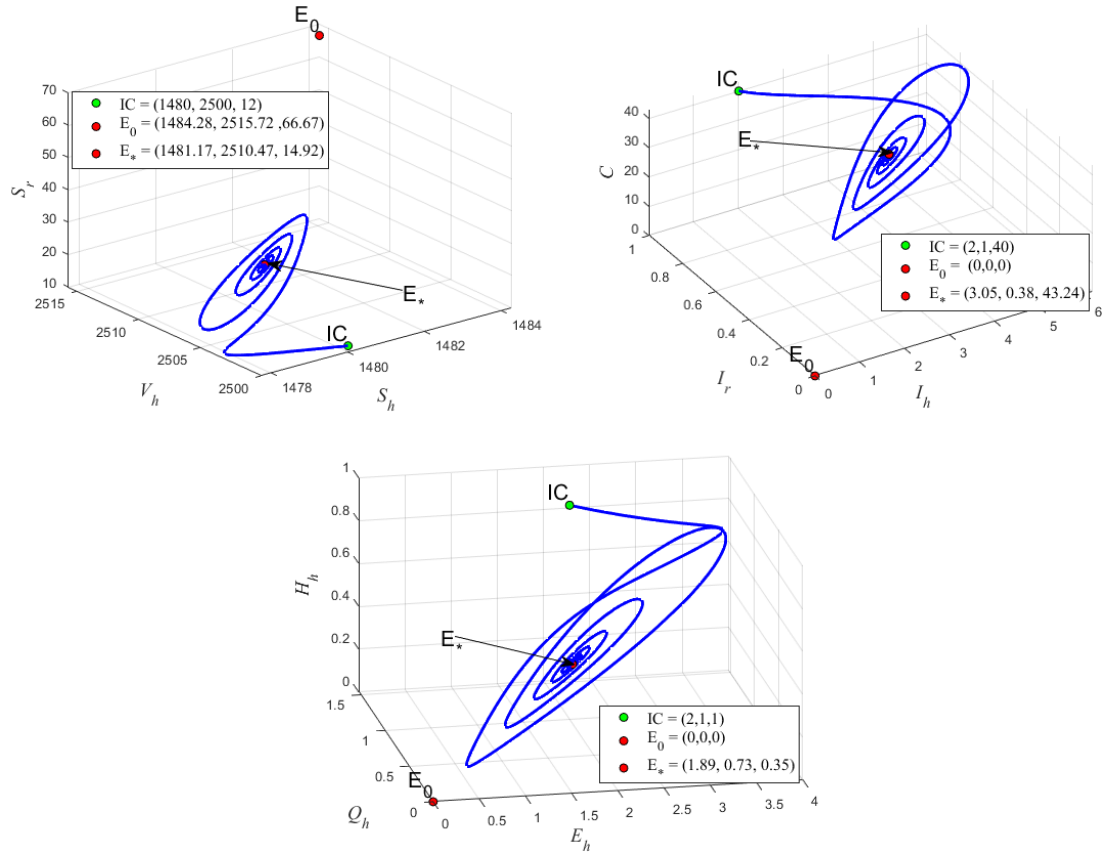 E0
70
60
50
40
30
20
10
Sr
IC = (1480, 2500, 12)
E0 = (1484.28, 2515.72 ,66.67)
E* = (1481.17, 2510.47, 14.92)
E*
IC
2515
2510
2505
2500
Vh
1478
1480
1482
1484
Sh
IC
E*
40
30
20
10
0
C
1
0.8
0.6
0.4
0.2
0
Ir
IC = (2,1,40)
E0 = (0,0,0)
E* = (3.05, 0.38, 43.24)
E0
0
1
2
3
4
5
6
Ih
1
0.8
0.6
0.4
0.2
0
Hh
IC
E*
1.5
1
0.5
0
Qh
IC = (2,1,1)
E0 = (0,0,0)
E* = (1.89, 0.73, 0.35)
E0
0
0.5
1
1.5
2
2.5
3
3.5
4
Eh